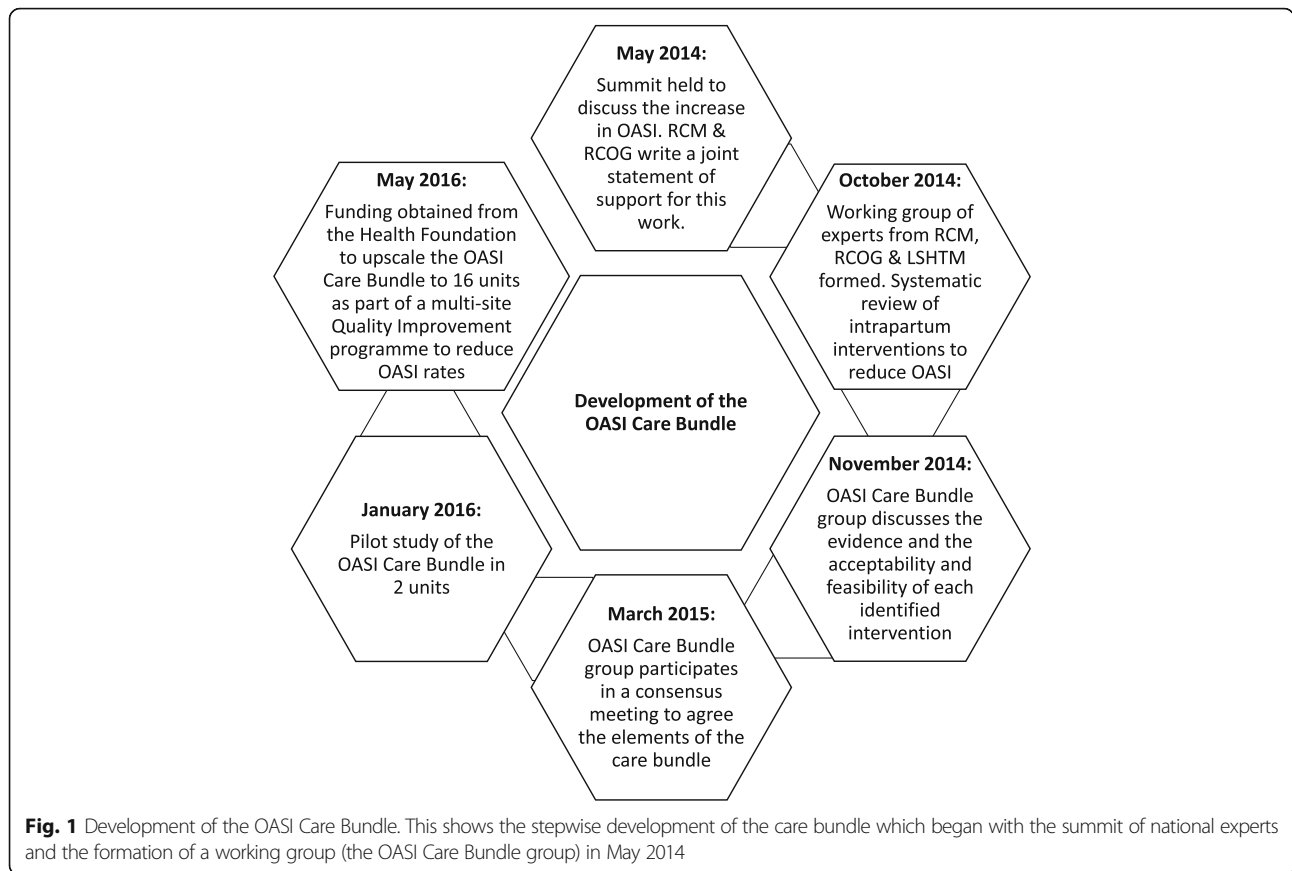 May 2014:
Summit held to
discuss the increase
in OASI. RCM &
RCOG write a joint
statement of
support for this
work.
October 2014:
Working group of
experts from RCM,
RCOG & LSHTM
formed. Systematic
review of
intrapartum
interventions to
reduce OASI
November 2014:
OASI Care Bundle
group discusses the
evidence and the
acceptability and
feasibility of each
identified
intervention
March 2015:
OASI Care Bundle
group participates
in a consensus
meeting to agree
the elements of the
care bundle
January 2016:
Pilot study of the
OASI Care Bundle in
2 units
May 2016:
Funding obtained from
the Health Foundation
to upscale the OASI
Care Bundle to 16 units
as part of a multi-site
Quality Improvement
programme to reduce
OASI rates
Development of the
OASI Care Bundle
Fig. 1 Development of the OASI Care Bundle. This shows the stepwise development of the care bundle which began with the summit of national experts
and the formation of a working group (the OASI Care Bundle group) in May 2014